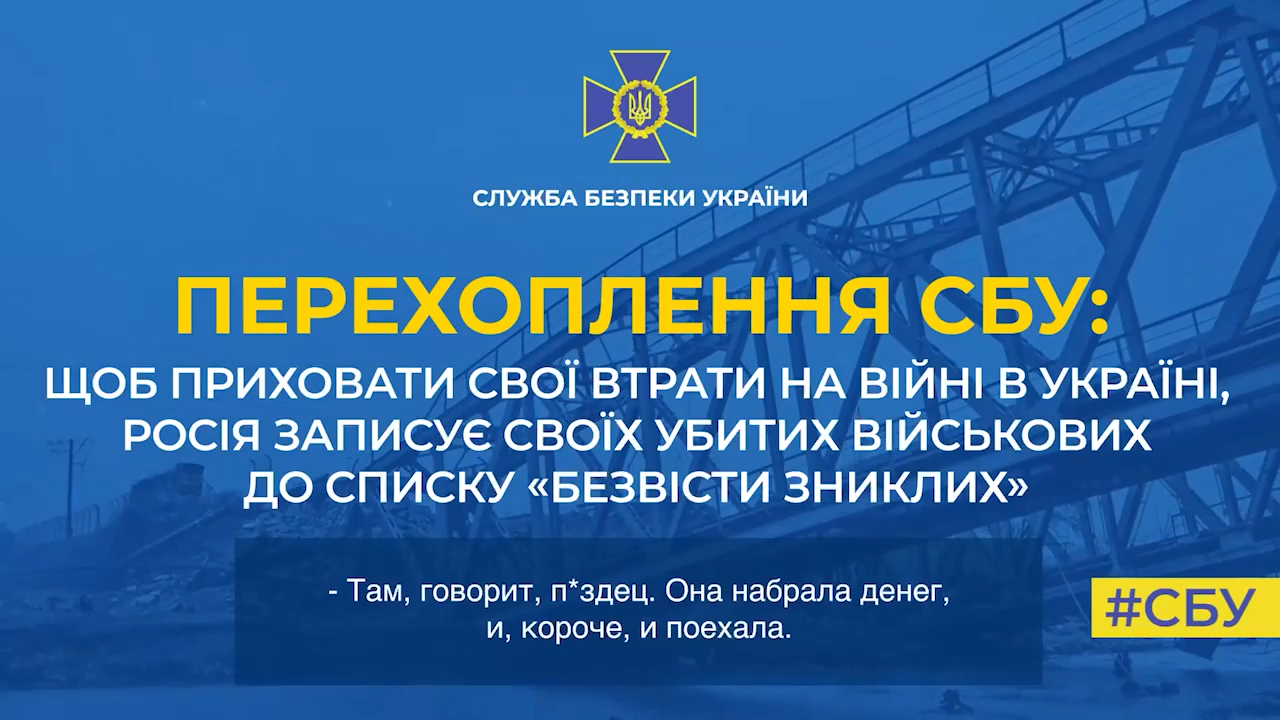 СЛУЖБА БЕЗПЕКИ УКРАЇНИ
ПЕРЕХОПЛЕННЯ СБУ:
ЩОБ ПРИХОВАТИ СВОЇ ВТРАТИ НА ВІЙНІ В УКРАЇНІ,
РОСІЯ ЗАПИСУЄ СВОЇХ УБИТИХ ВІЙСЬКОВИХ
ДО СПИСКУ «БЕЗВІСТИ ЗНИКЛИХ»
- Там, говорит, п*здец. Она набрала денег,
и, короче, и поехала.
#СБУ